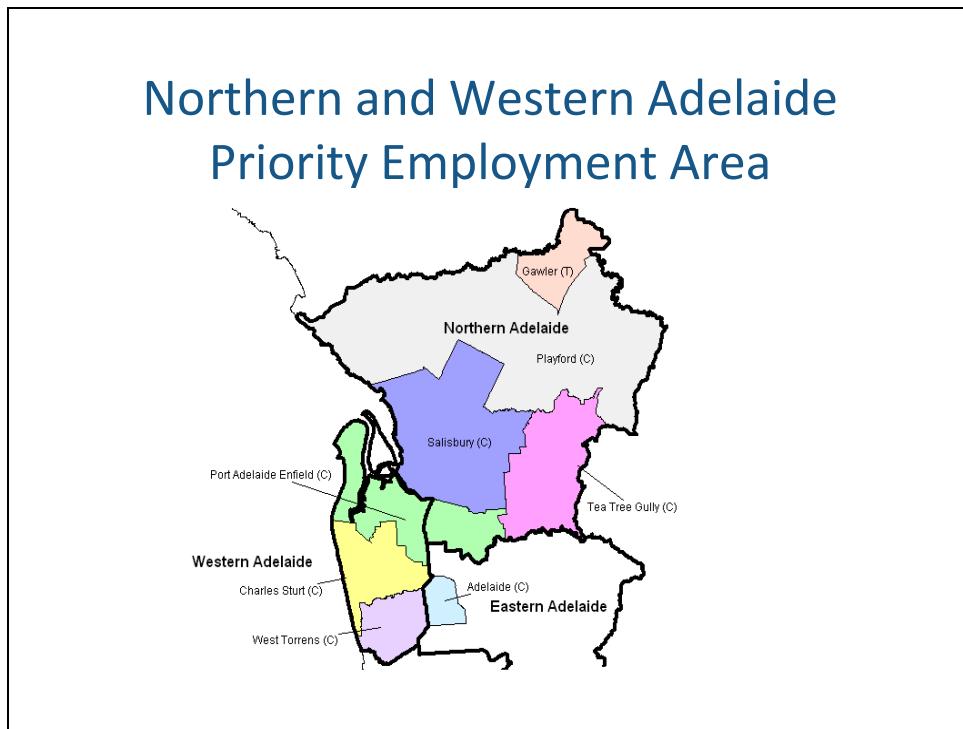 Northern and Western Adelaide
Priority Employment Area
Gawler (T)
Northern Adelaide
Playford (C)
Salisbury (C)
Port Adelaide Enfield (C)
Tea Tree Gully (C)
Western Adelaide
Charles Sturt (C)
Adelaide (C)
Eastern Adelaide
West Torrens (C)